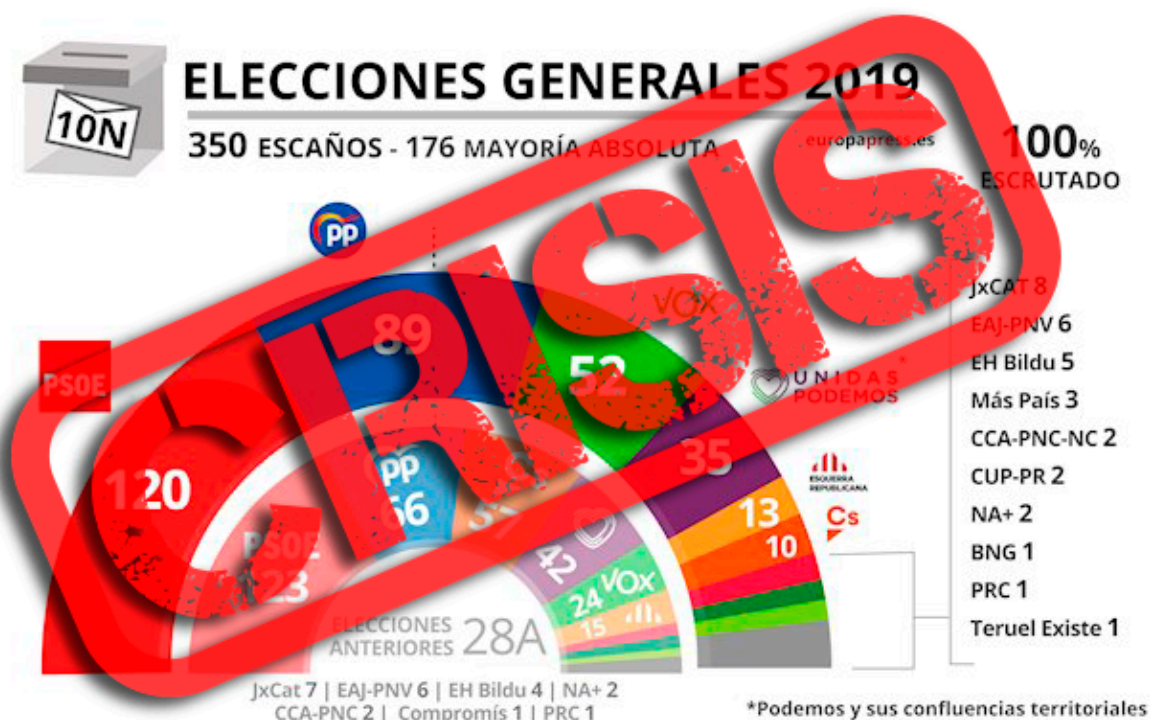 ELECCIONES GENERALES 2019
10N
350 ESCAÑOS - 176 MAYORÍA ABSOLUTA
europapress.es
100%
ESCRUTADO
CRISIS
PP
89
VOX
52
PSOE
120
UNIDAS
PODEMOS*
35
ESQUERRA
REPUBLICANA
13
Cs
10
JxCAT 8
EAJ-PNV 6
EH Bildu 5
Más País 3
CCA-PNC-NC 2
CUP-PR 2
NA+ 2
BNG 1
PRC 1
Teruel Existe 1
PP
66
57
PSOE
123
42
24 VOX
15
ELECCIONES
ANTERIORES 28A
JxCat 7 | EAJ-PNV 6 | EH Bildu 4 | NA+ 2
CCA-PNC 2 | Compromís 1 | PRC 1
*Podemos y sus confluencias territoriales